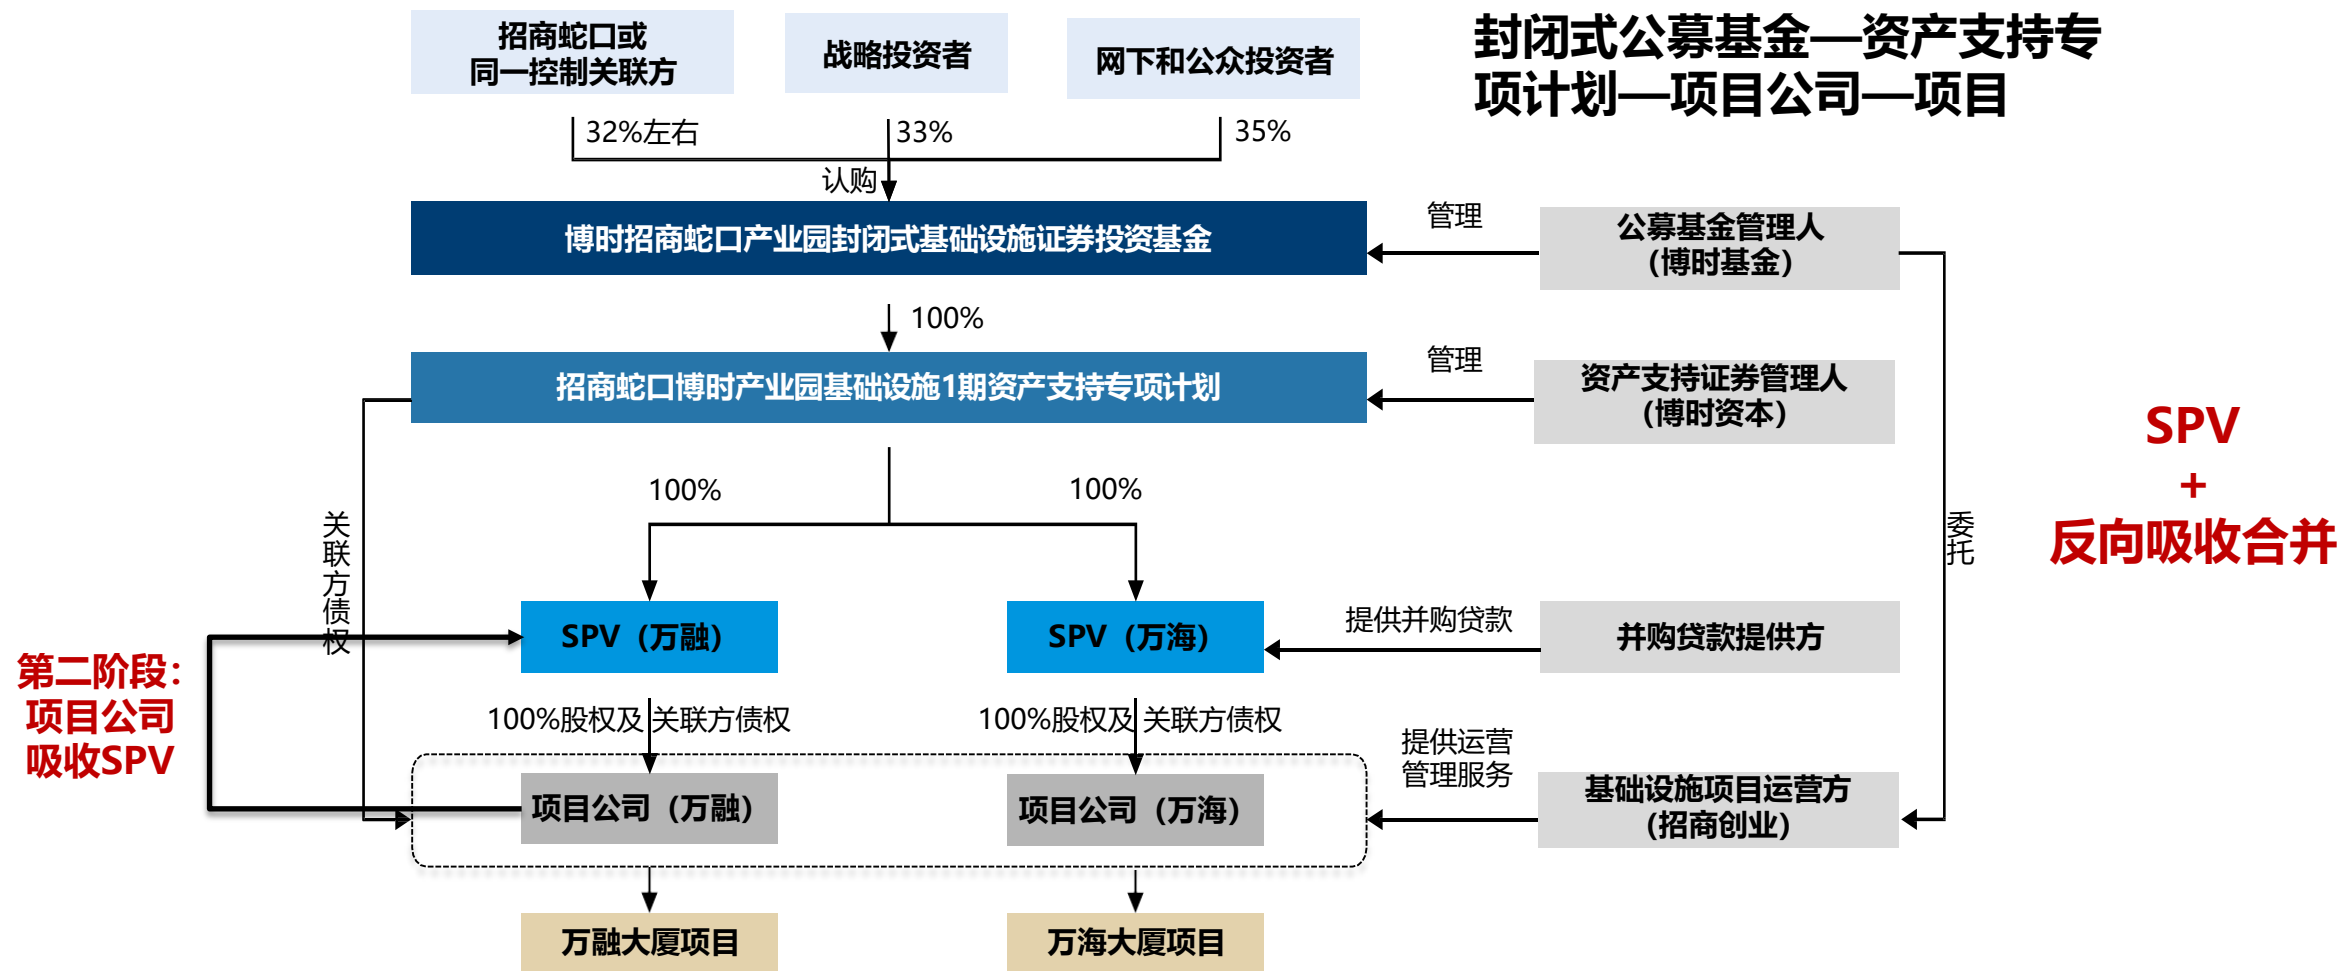 招商蛇口或
同一控制关联方
战略投资者
网下和公众投资者
封闭式公募基金—资产支持专
项计划—项目公司—项目
32%左右
33%
35%
认购
博时招商蛇口产业园封闭式基础设施证券投资基金
管理
公募基金管理人
（博时基金）
100%
招商蛇口博时产业园基础设施1期资产支持专项计划
管理
资产支持证券管理人
（博时资本）
SPV
+
反向吸收合并
100%
100%
关联方债权
委托
SPV（万融）
SPV（万海）
提供并购贷款
并购贷款提供方
第二阶段：
项目公司
吸收SPV
100%股权及 关联方债权
100%股权及 关联方债权
提供运营
管理服务
项目公司（万融）
项目公司（万海）
基础设施项目运营方
（招商创业）
万融大厦项目
万海大厦项目